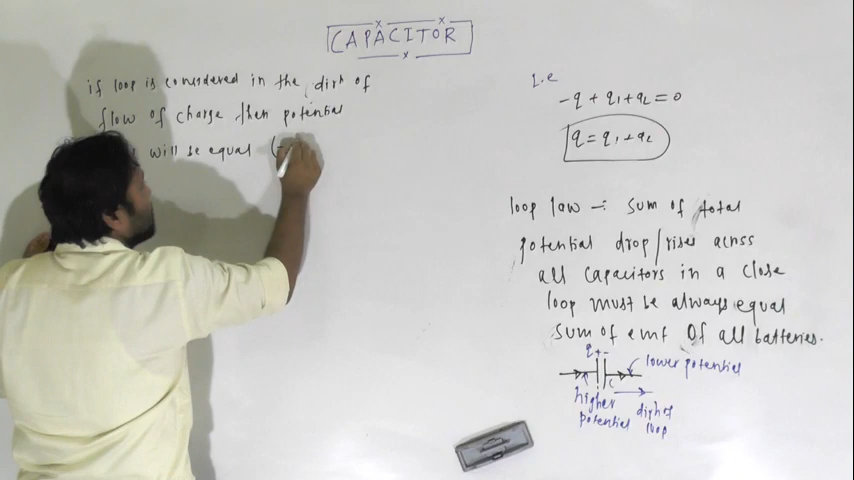 CAPACITOR
if loop is considered in the dirn of
flow of charge then potential
will be equal (-
i.e
-q + q1 + q2 = 0
q = q1 + q2
loop law -: sum of total
potential drop/rises across
all capacitors in a close
loop must be always equal
sum of emf of all batteries.
q + -
lower potential
C
higher
potential
dirn of
loop